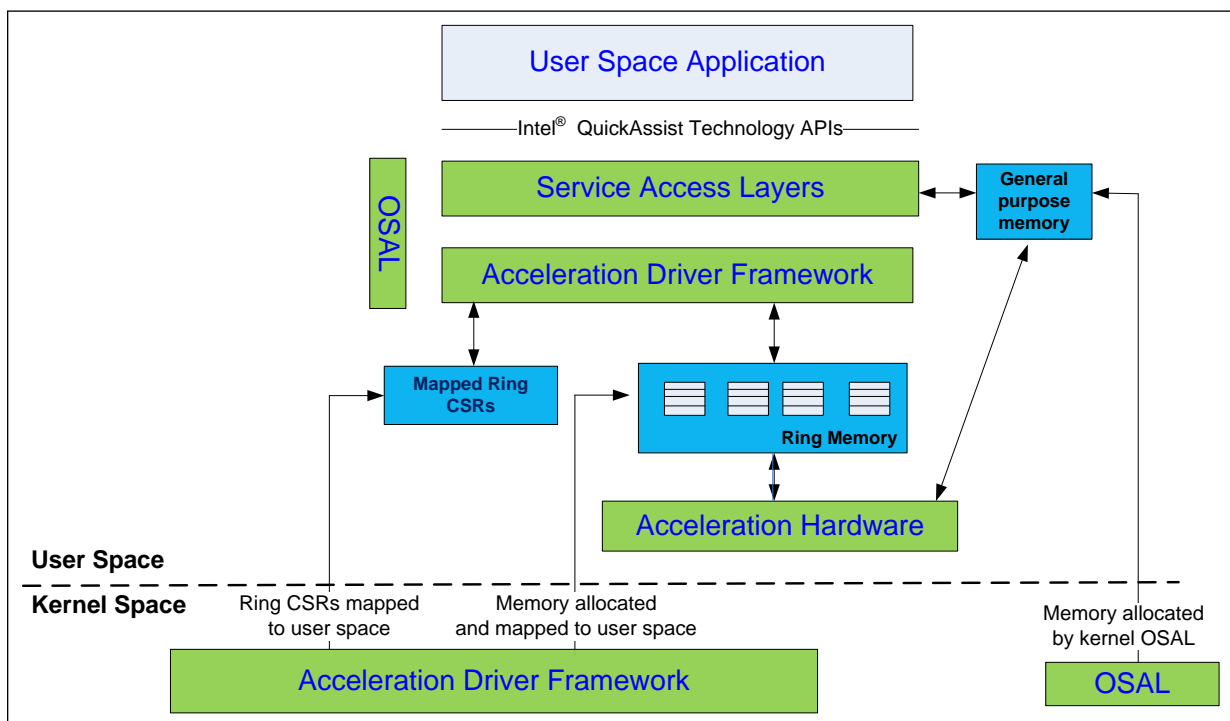 User Space Application
Intel® QuickAssist Technology APIs
Service Access Layers
General
purpose
memory
OSAL
Acceleration Driver Framework
Mapped Ring
CSRs
Ring Memory
Acceleration Hardware
User Space
Kernel Space
Ring CSRs mapped
to user space
Memory allocated
and mapped to user space
Memory allocated
by kernel OSAL
Acceleration Driver Framework
OSAL